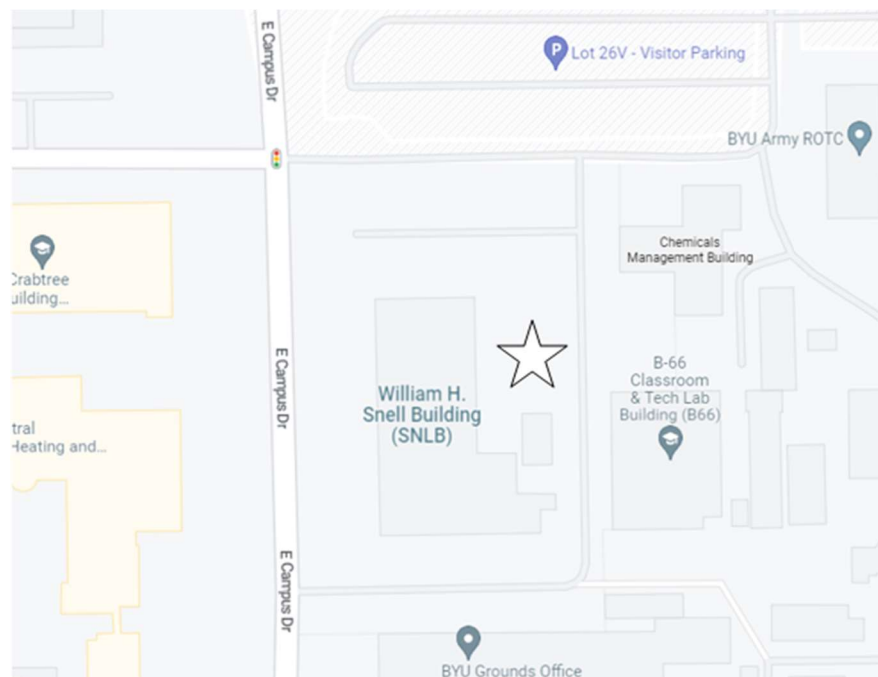 E Campus Dr
P
Lot 26V - Visitor Parking
BYU Army ROTC
Chemicals
Management Building
Crabtree
uilding...
E Campus Dr
B-66
Classroom
& Tech Lab
Building (B66)
William H.
Snell Building
(SNLB)
tral
Heating and...
E Campus Dr
BYU Grounds Office